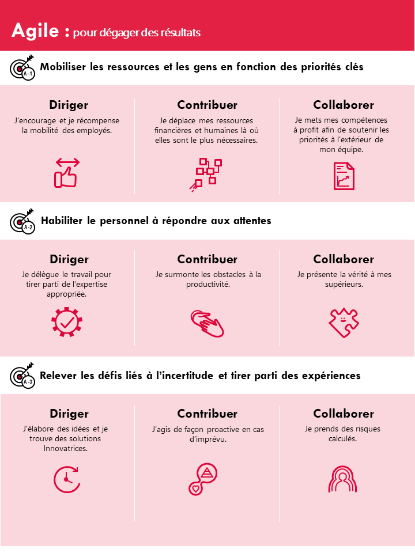 Agile : pour dégager des résultats
A-1
Mobiliser les ressources et les gens en fonction des priorités clés
Diriger
J'encourage et je récompense
la mobilité des employés.
Contribuer
Je déplace mes ressources
financières et humaines là où
elles sont le plus nécessaires.
Collaborer
Je mets mes compétences
à profit afin de soutenir les
priorités à l'extérieur de
mon équipe.
A-2
Habiliter le personnel à répondre aux attentes
Diriger
Je délègue le travail pour
tirer parti de l'expertise
appropriée.
Contribuer
Je surmonte les obstacles à la
productivité.
Collaborer
Je présente la vérité à mes
supérieurs.
A-3
Relever les défis liés à l'incertitude et tirer parti des expériences
Diriger
J'élabore des idées et je
trouve des solutions
Innovatrices.
Contribuer
J'agis de façon proactive en cas
d'imprévu.
Collaborer
Je prends des risques
calculés.